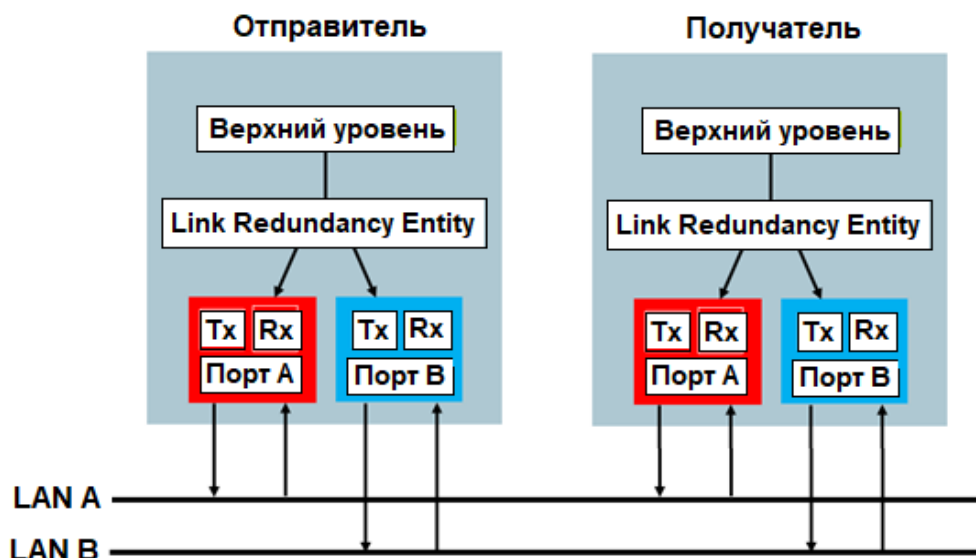 Отправитель
Получатель
Верхний уровень
Верхний уровень
Link Redundancy Entity
Link Redundancy Entity
Tx Rx
Tx Rx
Tx Rx
Tx Rx
Порт A
Порт B
Порт A
Порт B
LAN A
LAN B